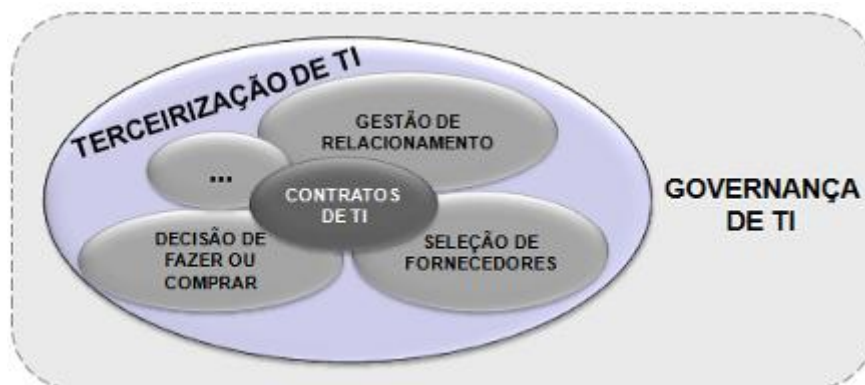 TERCEIRIZAÇÃO DE TI
GESTÃO DE
RELACIONAMENTO
...
CONTRATOS
DE TI
GOVERNANÇA
DE TI
DECISÃO DE
FAZER OU
COMPRAR
SELEÇÃO DE
FORNECEDORES